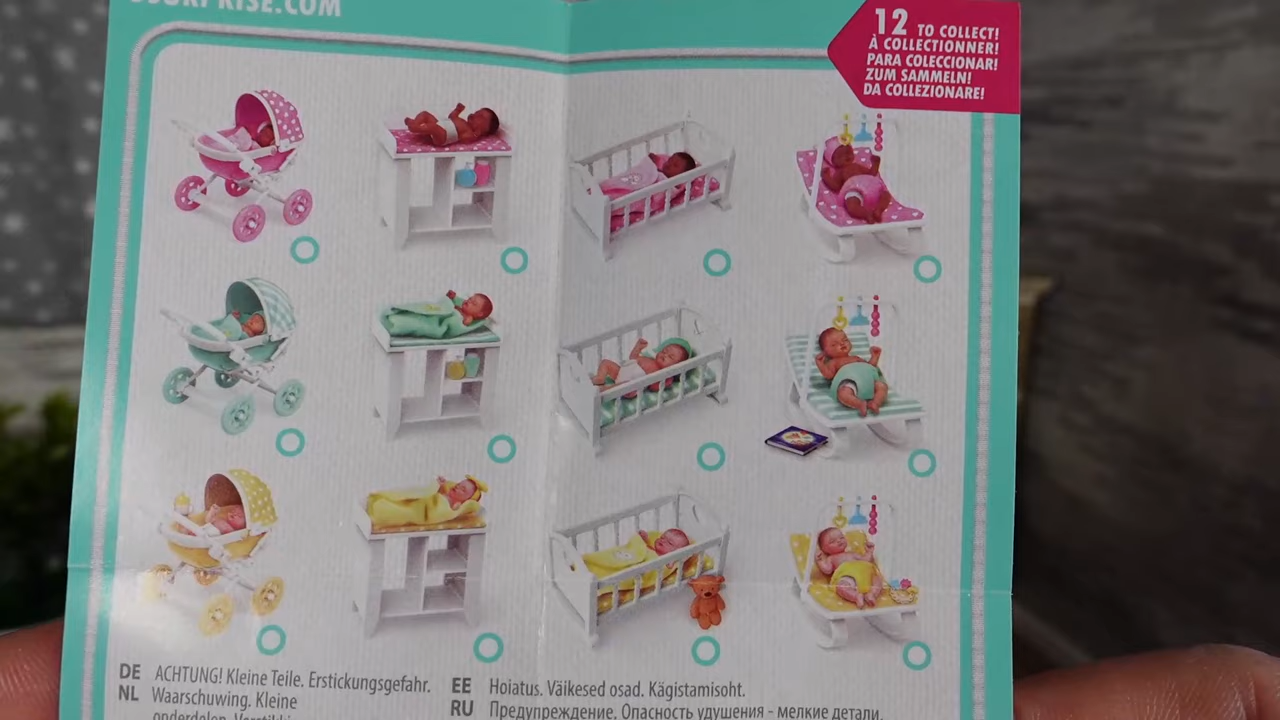 12 TO COLLECT!
À COLLECTIONNER!
PARA COLECCIONAR!
ZUM SAMMELN!
DA COLLEZIONARE!
DE ACHTUNG! Kleine Teile. Erstickungsgefahr.
NL Waarschuwing. Kleine
EE Hoiatus. Väikesed osad. Kägistamisoht.
RU Предупреждение. Опасность удушения - мелкие детали.